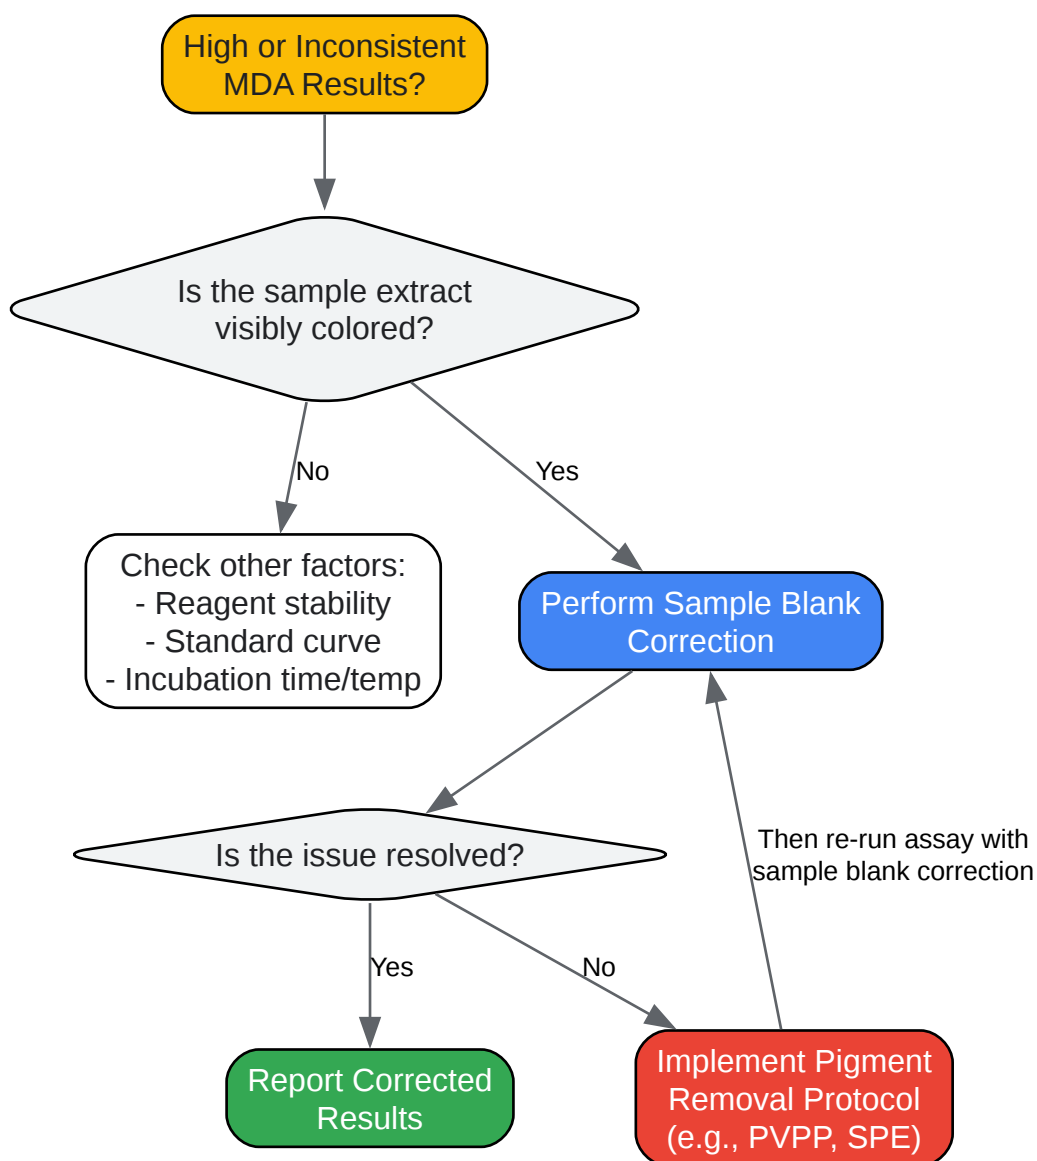 High or Inconsistent
MDA Results?
Is the sample extract
visibly colored?
No
Yes
Check other factors:
- Reagent stability
- Standard curve
- Incubation time/temp
Perform Sample Blank
Correction
Is the issue resolved?
Then re-run assay with
sample blank correction
Yes
No
Report Corrected
Results
Implement Pigment
Removal Protocol
(e.g., PVPP, SPE)